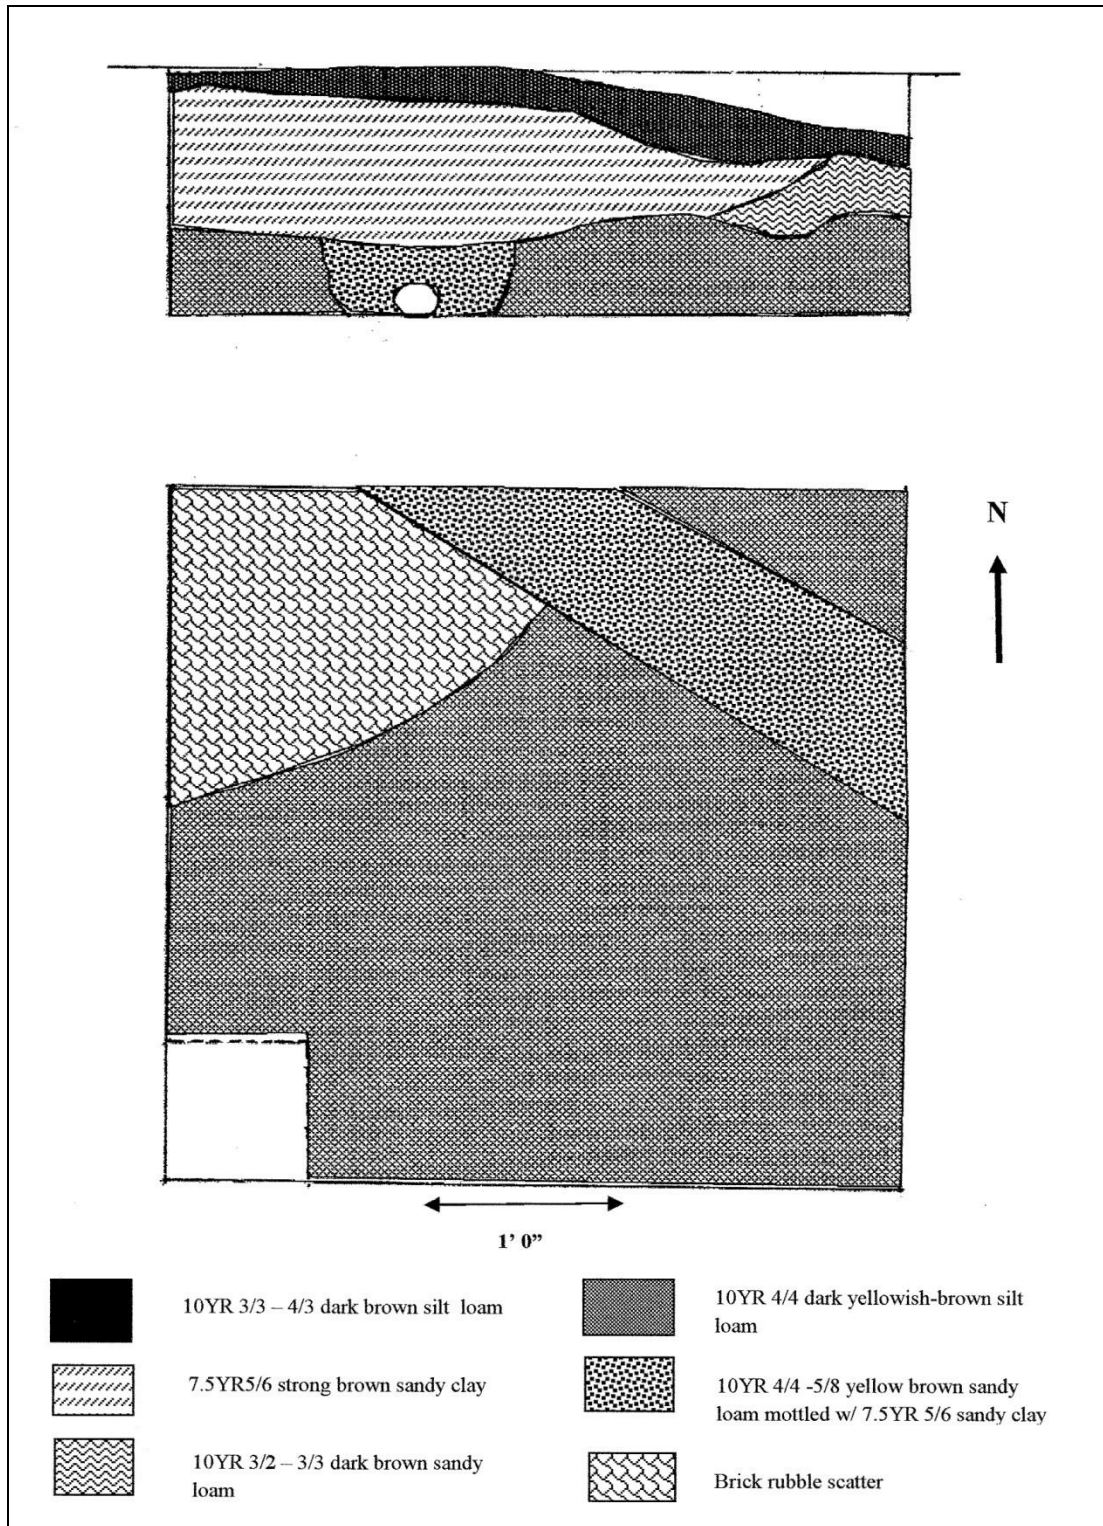 N
1’ 0”
10YR 3/3 – 4/3 dark brown silt loam
7.5YR5/6 strong brown sandy clay
10YR 3/2 – 3/3 dark brown sandy
loam
10YR 4/4 dark yellowish-brown silt
loam
10YR 4/4 -5/8 yellow brown sandy
loam mottled w/ 7.5YR 5/6 sandy clay
Brick rubble scatter